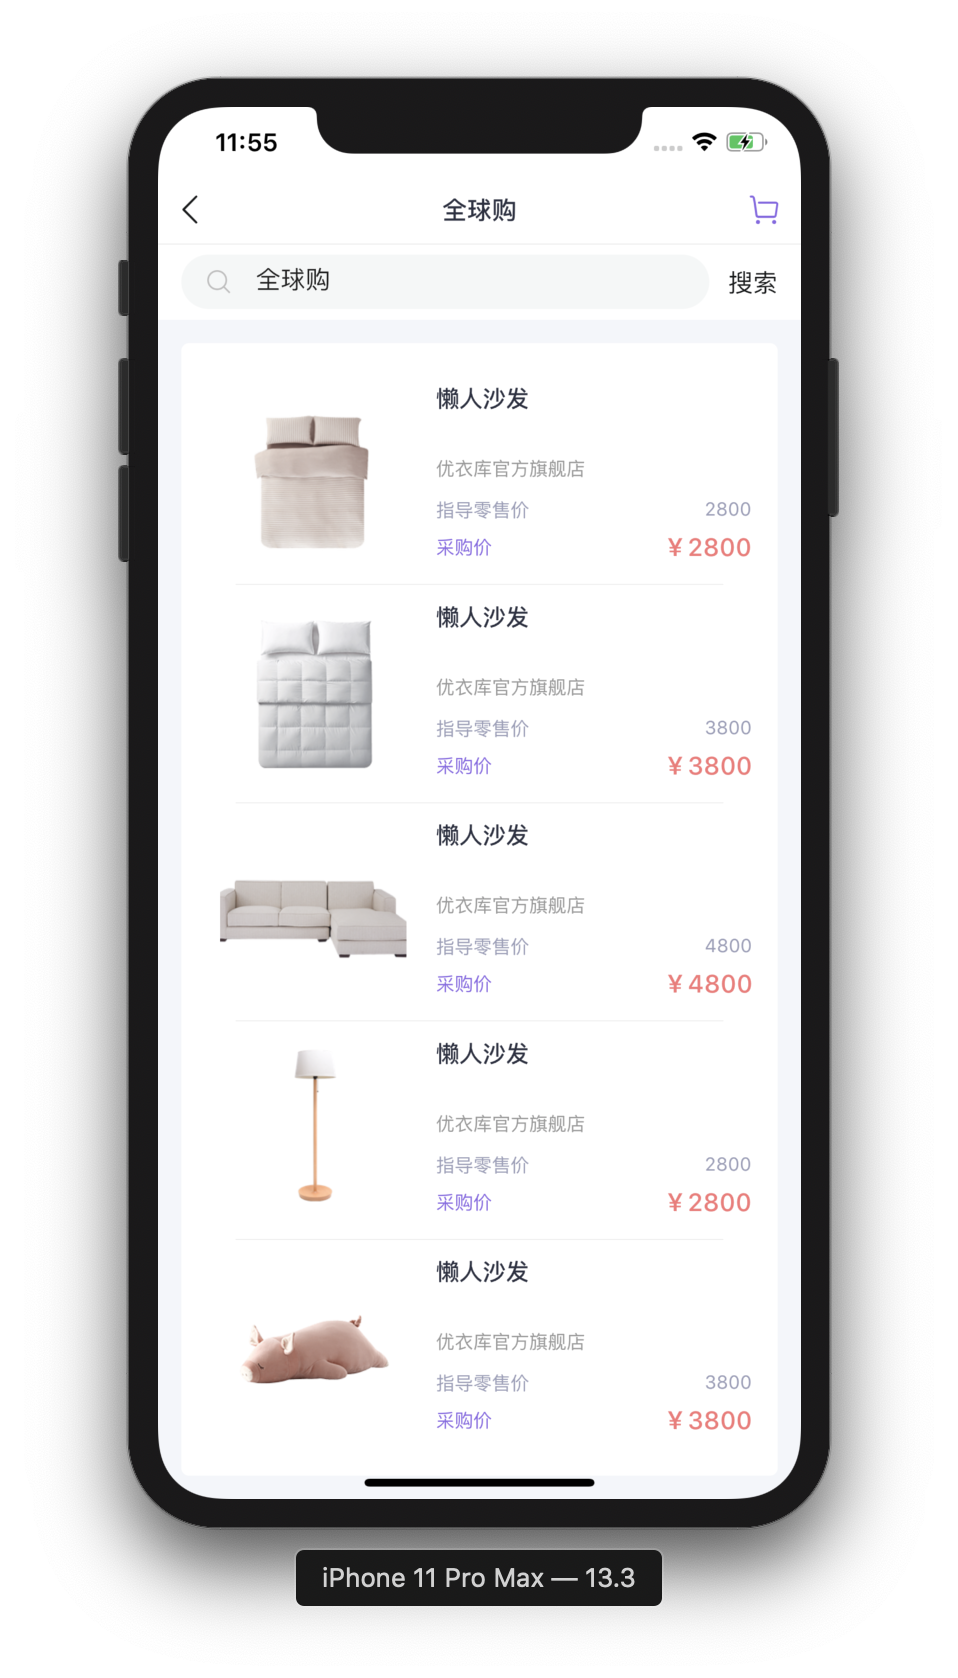 11:55
全球购
全球购
搜索
懒人沙发
优衣库官方旗舰店
指导零售价 2800
采购价 ¥ 2800
懒人沙发
优衣库官方旗舰店
指导零售价 3800
采购价 ¥ 3800
懒人沙发
优衣库官方旗舰店
指导零售价 4800
采购价 ¥ 4800
懒人沙发
优衣库官方旗舰店
指导零售价 2800
采购价 ¥ 2800
懒人沙发
优衣库官方旗舰店
指导零售价 3800
采购价 ¥ 3800
iPhone 11 Pro Max — 13.3